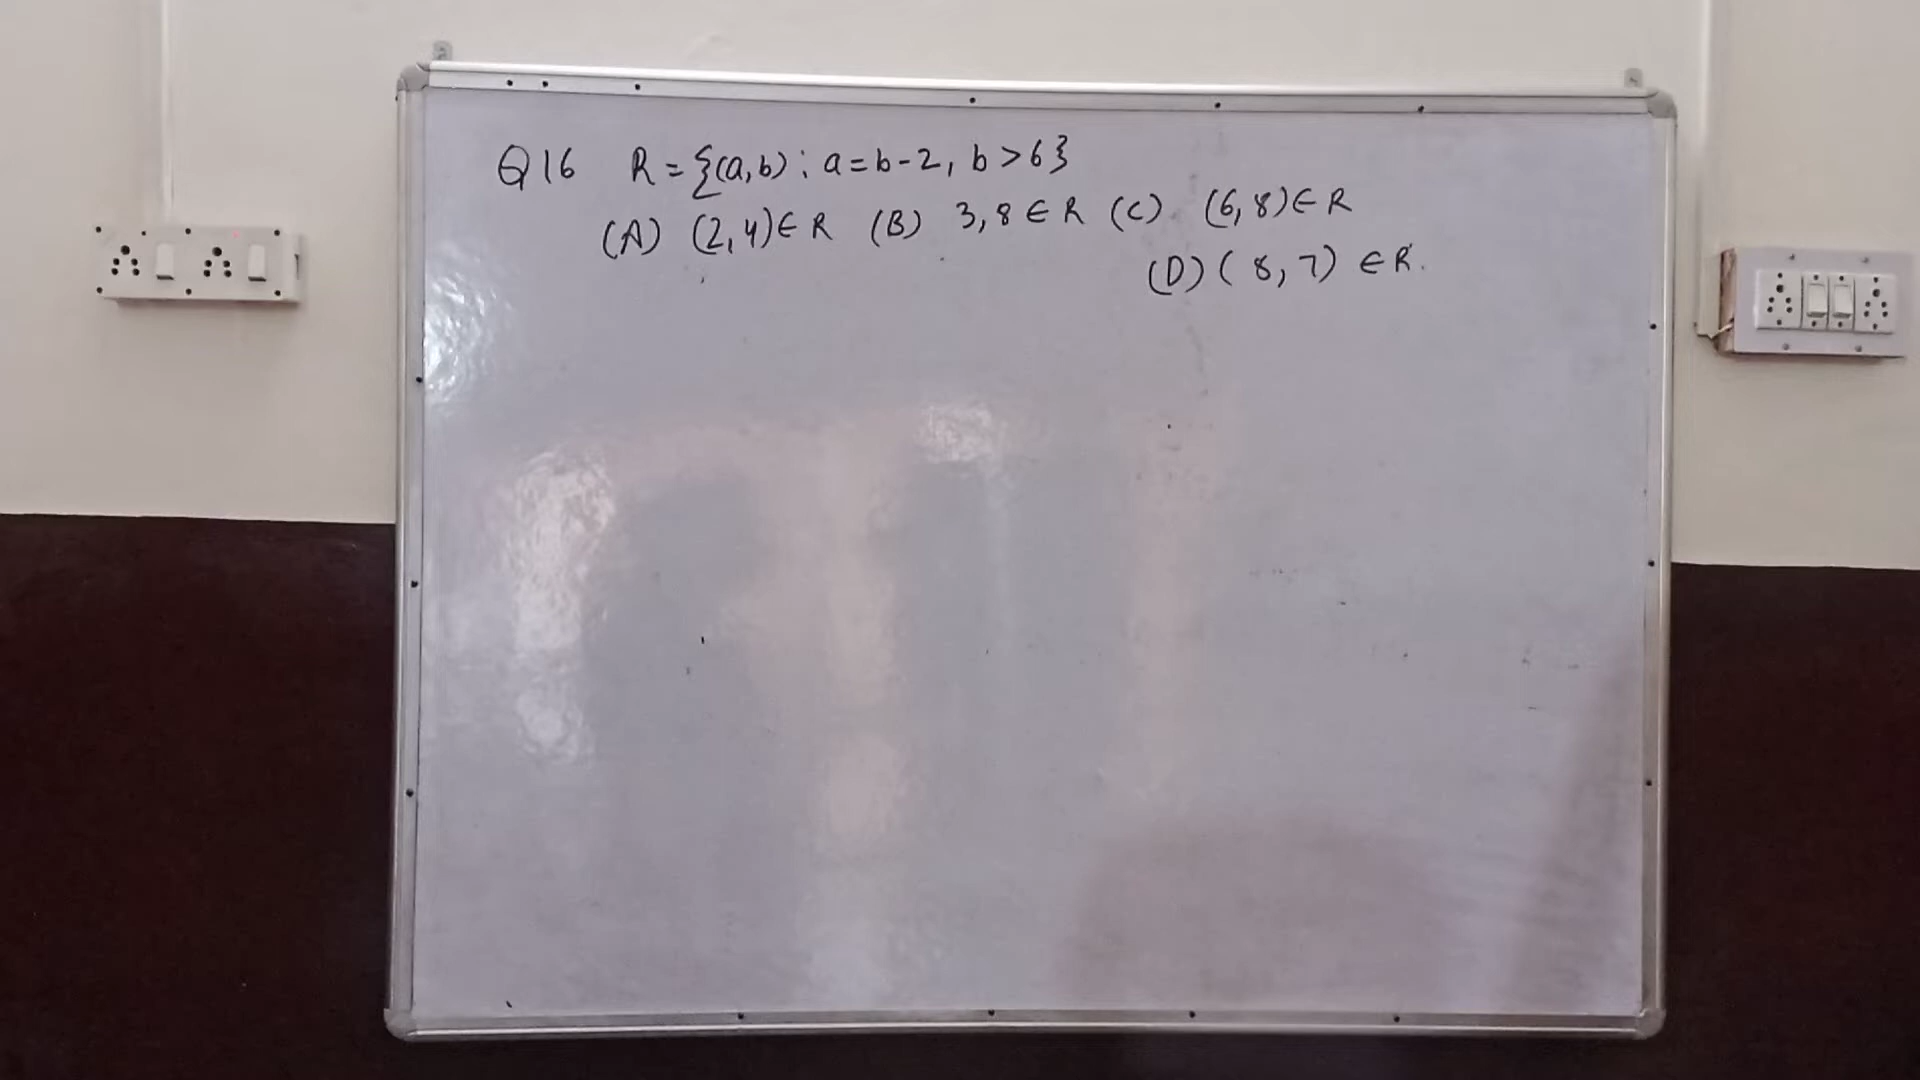 Q16 R = {(a,b) : a = b - 2, b > 6}
(A) (2,4) ∈ R (B) 3,8 ∈ R (C) (6,8) ∈ R
(D) (8,7) ∈ R.